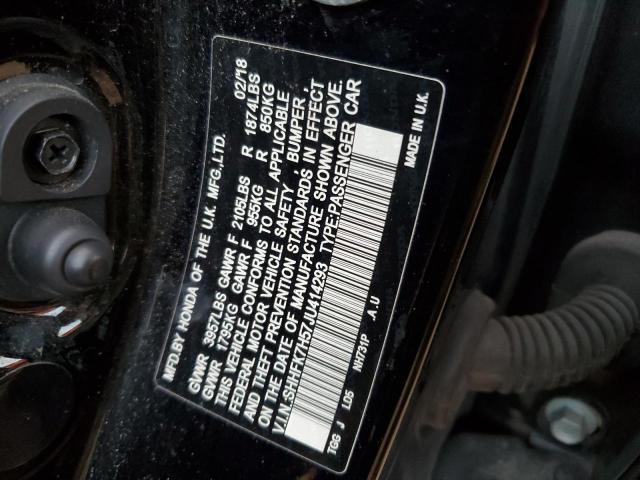 MFD.BY HONDA OF THE U.K. MFG.,LTD. 02/18
GVWR 3957LBS GAWR F 2105LBS R 1874LBS
GVWR 1795KG GAWR F 955KG R 850KG
THIS VEHICLE CONFORMS TO ALL APPLICABLE
FEDERAL MOTOR VEHICLE SAFETY , BUMPER ,
AND THEFT PREVENTION STANDARDS IN EFFECT
ON THE DATE OF MANUFACTURE SHOWN ABOVE.
V.I.N.:SHHFK7H57JU414293 TYPE:PASSENGER CAR
TGG J LD5 NH731P A.U MADE IN U.K.